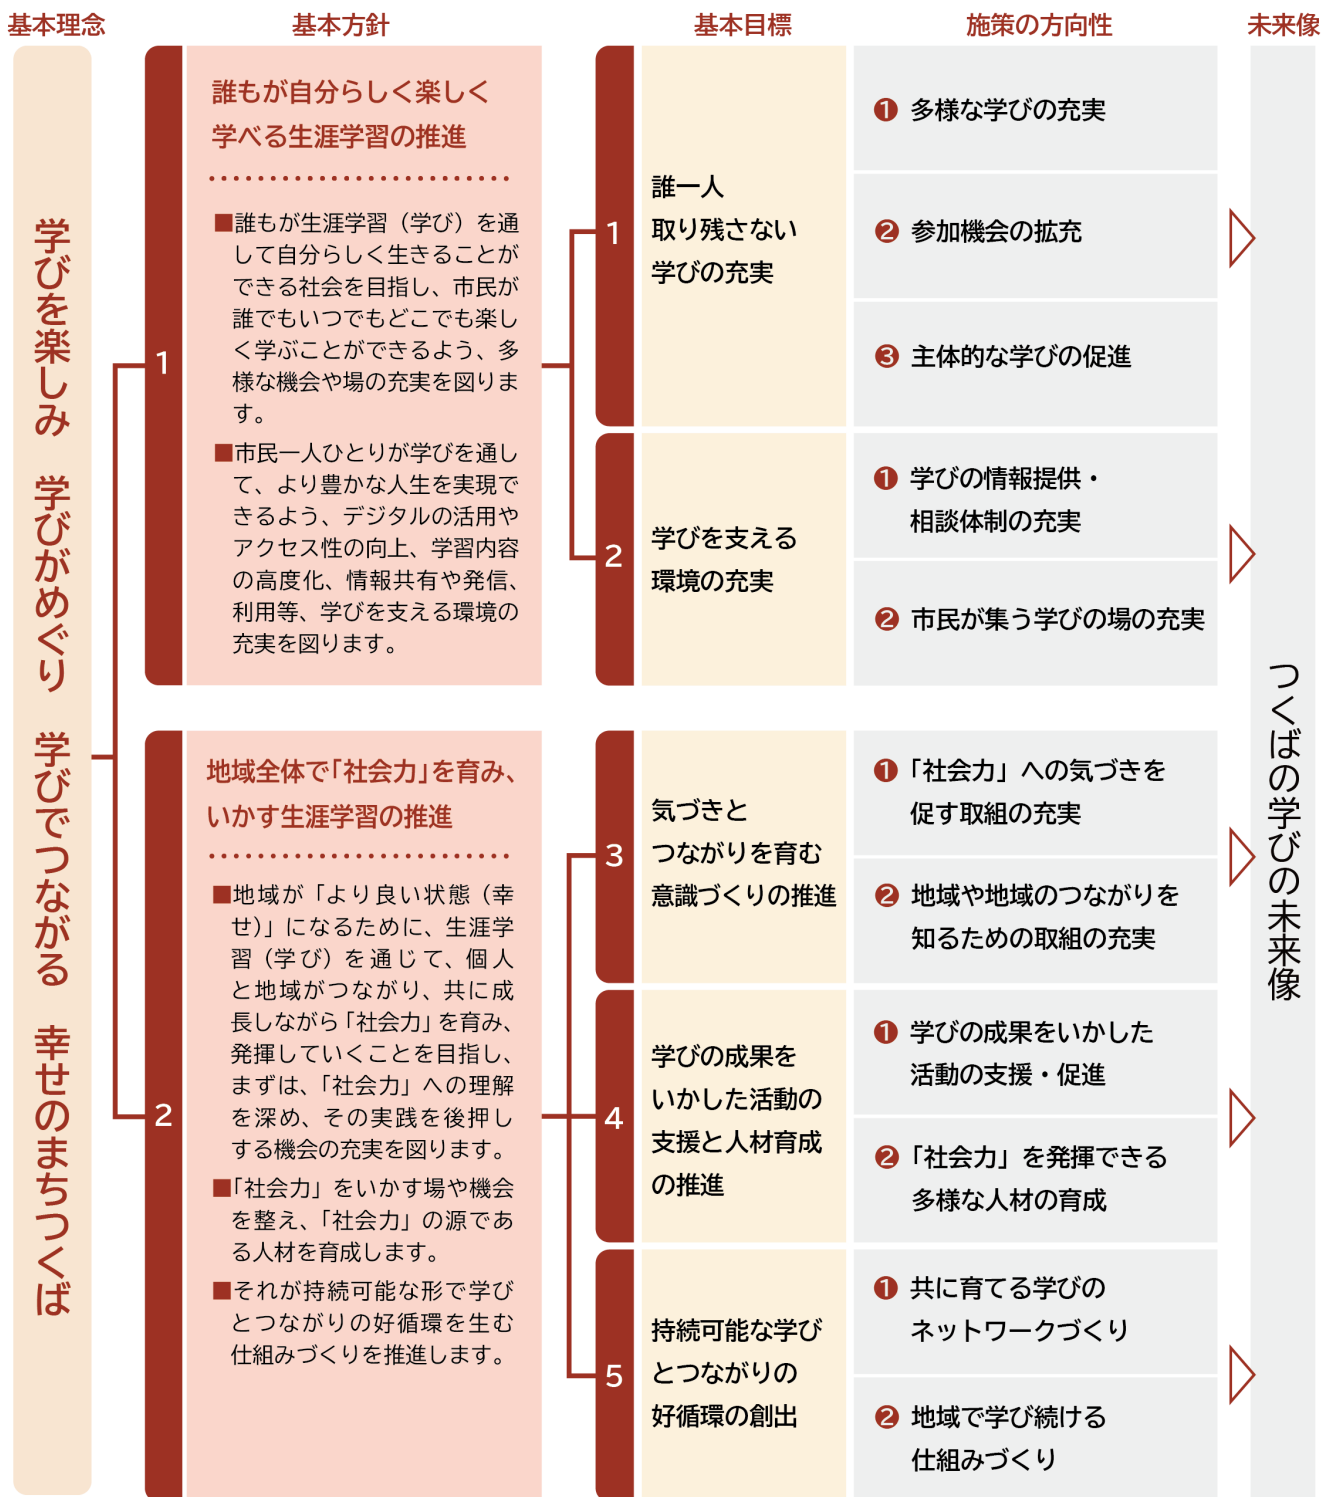 基本理念
基本方針
基本目標
施策の方向性
未来像
学びを楽しみ　学びがめぐり　学びでつながる　幸せのまちつくば
1
誰もが自分らしく楽しく
学べる生涯学習の推進
■誰もが生涯学習（学び）を通
して自分らしく生きることが
できる社会を目指し、市民が
誰でもいつでもどこでも楽し
く学ぶことができるよう、多
様な機会や場の充実を図りま
す。
■市民一人ひとりが学びを通し
て、より豊かな人生を実現で
きるよう、デジタルの活用や
アクセス性の向上、学習内容
の高度化、情報共有や発信、
利用等、学びを支える環境の
充実を図ります。
1
誰一人
取り残さない
学びの充実
❶ 多様な学びの充実
❷ 参加機会の拡充
❸ 主体的な学びの促進
2
学びを支える
環境の充実
❶ 学びの情報提供・
相談体制の充実
❷ 市民が集う学びの場の充実
2
地域全体で「社会力」を育み、
いかす生涯学習の推進
■地域が「より良い状態（幸
せ）」になるために、生涯学
習（学び）を通じて、個人
と地域がつながり、共に成
長しながら「社会力」を育み、
発揮していくことを目指し、
まずは、「社会力」への理解
を深め、その実践を後押し
する機会の充実を図ります。
■「社会力」をいかす場や機会
を整え、「社会力」の源であ
る人材を育成します。
■それが持続可能な形で学び
とつながりの好循環を生む
仕組みづくりを推進します。
3
気づきと
つながりを育む
意識づくりの推進
❶ 「社会力」への気づきを
促す取組の充実
❷ 地域や地域のつながりを
知るための取組の充実
4
学びの成果を
いかした活動の
支援と人材育成
の推進
❶ 学びの成果をいかした
活動の支援・促進
❷ 「社会力」を発揮できる
多様な人材の育成
5
持続可能な学び
とつながりの
好循環の創出
❶ 共に育てる学びの
ネットワークづくり
❷ 地域で学び続ける
仕組みづくり
つくばの学びの未来像